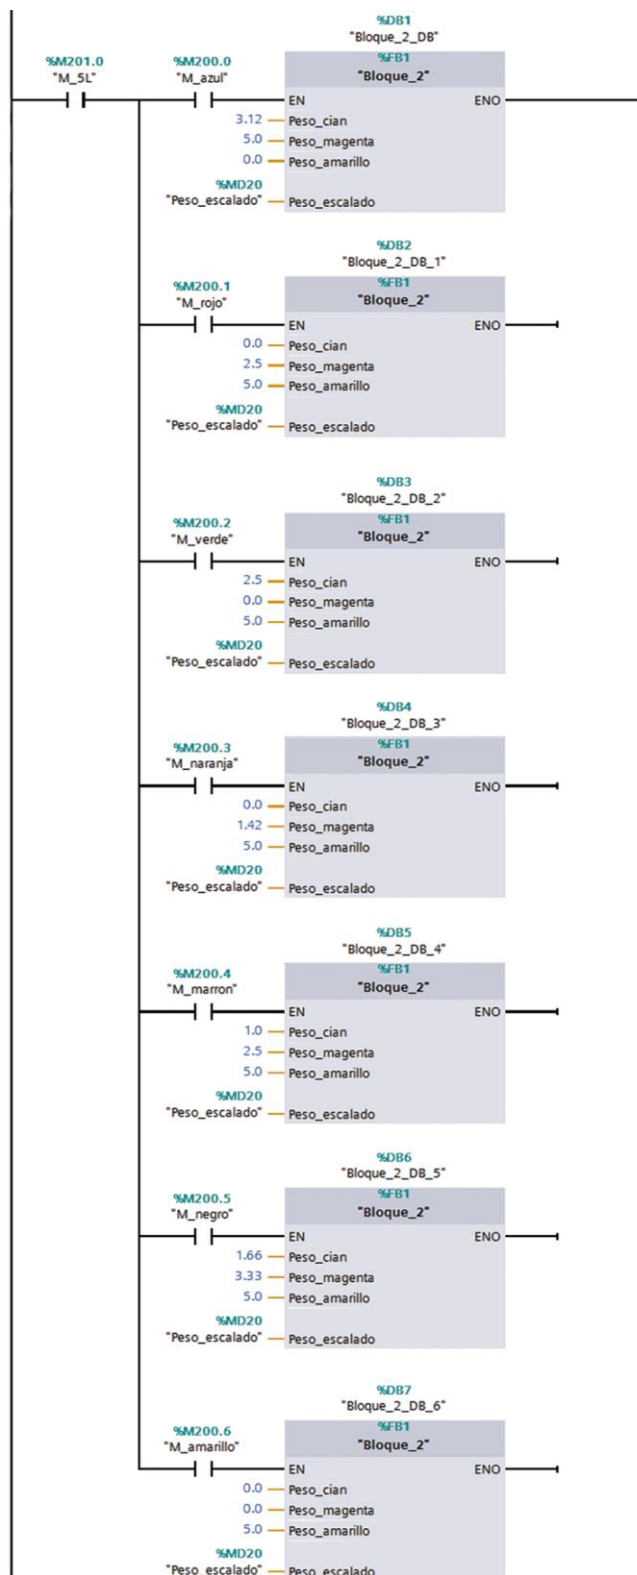 %DB1
"Bloque_2_DB"
%M201.0 %M200.0 %FB1
"M_5L" "M_azul" "Bloque_2"
EN ENO
3.12 Peso_cian
5.0 Peso_magenta
0.0 Peso_amarillo
%MD20
"Peso_escalado" Peso_escalado
%DB2
"Bloque_2_DB_1"
%M200.1 %FB1
"M_rojo" "Bloque_2"
EN ENO
0.0 Peso_cian
2.5 Peso_magenta
5.0 Peso_amarillo
%MD20
"Peso_escalado" Peso_escalado
%DB3
"Bloque_2_DB_2"
%M200.2 %FB1
"M_verde" "Bloque_2"
EN ENO
2.5 Peso_cian
0.0 Peso_magenta
5.0 Peso_amarillo
%MD20
"Peso_escalado" Peso_escalado
%DB4
"Bloque_2_DB_3"
%M200.3 %FB1
"M_naranja" "Bloque_2"
EN ENO
0.0 Peso_cian
1.42 Peso_magenta
5.0 Peso_amarillo
%MD20
"Peso_escalado" Peso_escalado
%DB5
"Bloque_2_DB_4"
%M200.4 %FB1
"M_marron" "Bloque_2"
EN ENO
1.0 Peso_cian
2.5 Peso_magenta
5.0 Peso_amarillo
%MD20
"Peso_escalado" Peso_escalado
%DB6
"Bloque_2_DB_5"
%M200.5 %FB1
"M_negro" "Bloque_2"
EN ENO
1.66 Peso_cian
3.33 Peso_magenta
5.0 Peso_amarillo
%MD20
"Peso_escalado" Peso_escalado
%DB7
"Bloque_2_DB_6"
%M200.6 %FB1
"M_amarillo" "Bloque_2"
EN ENO
0.0 Peso_cian
0.0 Peso_magenta
5.0 Peso_amarillo
%MD20
"Peso_escalado" Peso_escalado